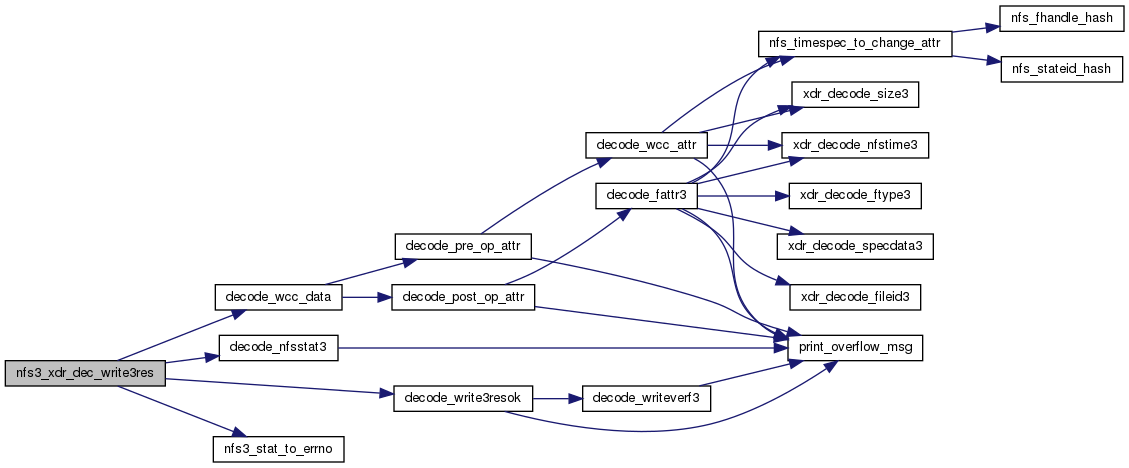 nfs_fhandle_hash
nfs_timespec_to_change_attr
nfs_stateid_hash
xdr_decode_size3
decode_wcc_attr
xdr_decode_nfstime3
decode_fattr3
xdr_decode_ftype3
decode_pre_op_attr
xdr_decode_specdata3
decode_wcc_data
decode_post_op_attr
xdr_decode_fileid3
decode_nfsstat3
print_overflow_msg
nfs3_xdr_dec_write3res
decode_write3resok
decode_writeverf3
nfs3_stat_to_errno